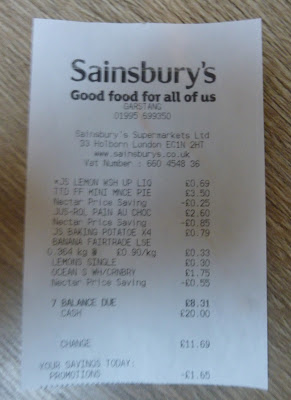 Sainsbury's
Good food for all of us
GARSTANG
01995 699350
Sainsbury's Supermarkets Ltd
33 Holborn London EC1N 2HT
www.sainsburys.co.uk
Vat Number : 660 4548 36
*JS LEMON WSH UP LIQ £0.69
TTD FF MINI MNCE PIE £3.50
Nectar Price Saving -£0.25
JUS-ROL PAIN AU CHOC £2.60
Nectar Price Saving -£0.85
JS BAKING POTATOE X4 £0.79
BANANA FAIRTRADE LSE
0.364 kg @ £0.90/kg £0.33
LEMONS SINGLE £0.30
OCEAN S WH/CRNBRY £1.75
Nectar Price Saving -£0.55
7 BALANCE DUE £8.31
CASH £20.00
CHANGE £11.69
YOUR SAVINGS TODAY:
PROMOTIONS -£1.65